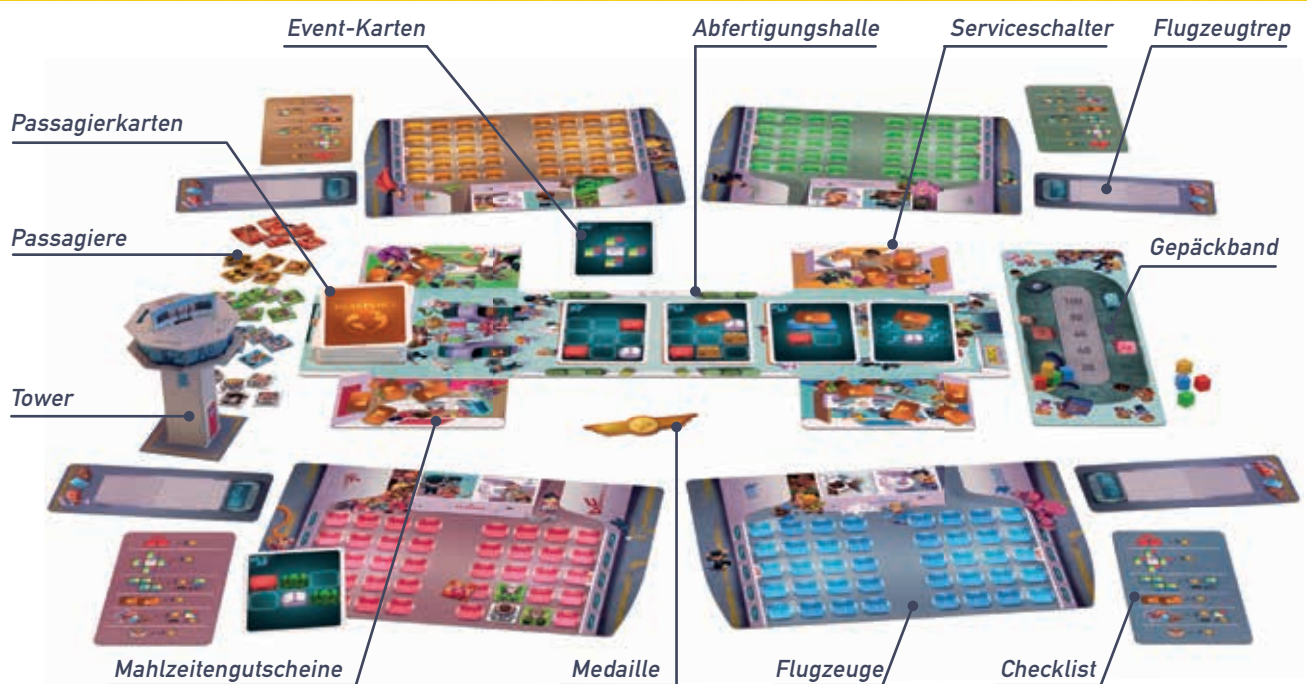 Event-Karten
Abfertigungshalle
Serviceschalter
Flugzeugtrep
Passagierkarten
Passagiere
Gepäckband
Tower
Mahlzeitengutscheine
Medaille
Flugzeuge
Checklist